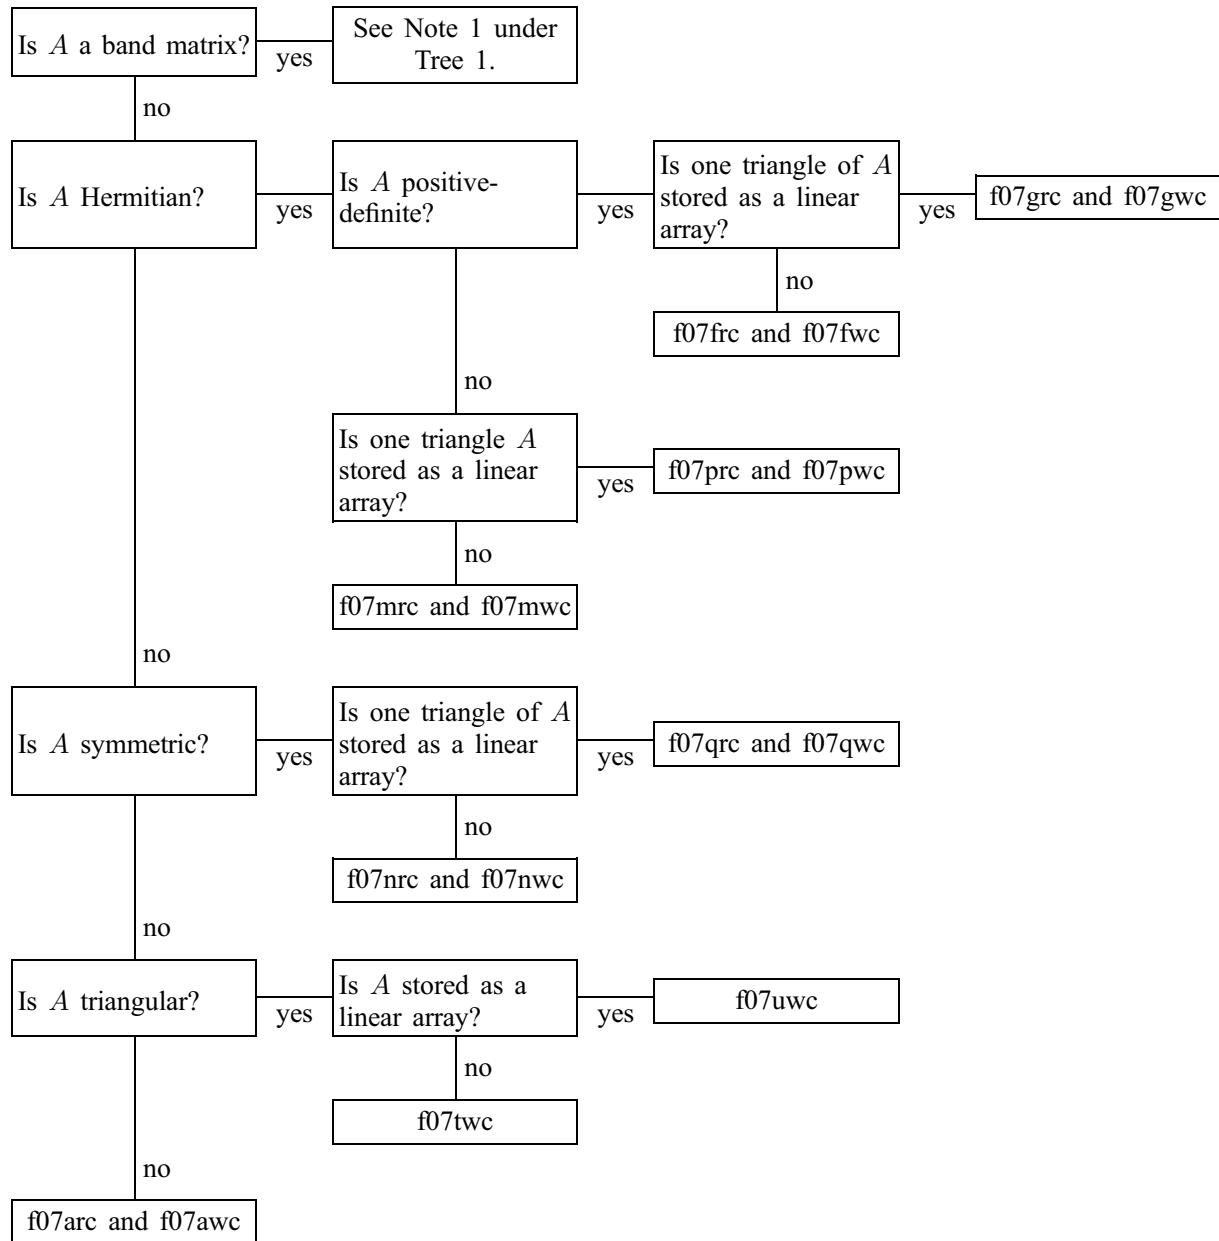 Is A a band matrix?
yes
See Note 1 under
Tree 1.
no
Is A Hermitian?
yes
Is A positive-
definite?
yes
Is one triangle of A
stored as a linear
array?
yes
f07grc and f07gwc
no
f07frc and f07fwc
no
Is one triangle A
stored as a linear
array?
yes
f07prc and f07pwc
no
f07mrc and f07mwc
no
Is A symmetric?
yes
Is one triangle of A
stored as a linear
array?
yes
f07qrc and f07qwc
no
f07nrc and f07nwc
no
Is A triangular?
yes
Is A stored as a
linear array?
yes
f07uwc
no
f07twc
no
f07arc and f07awc